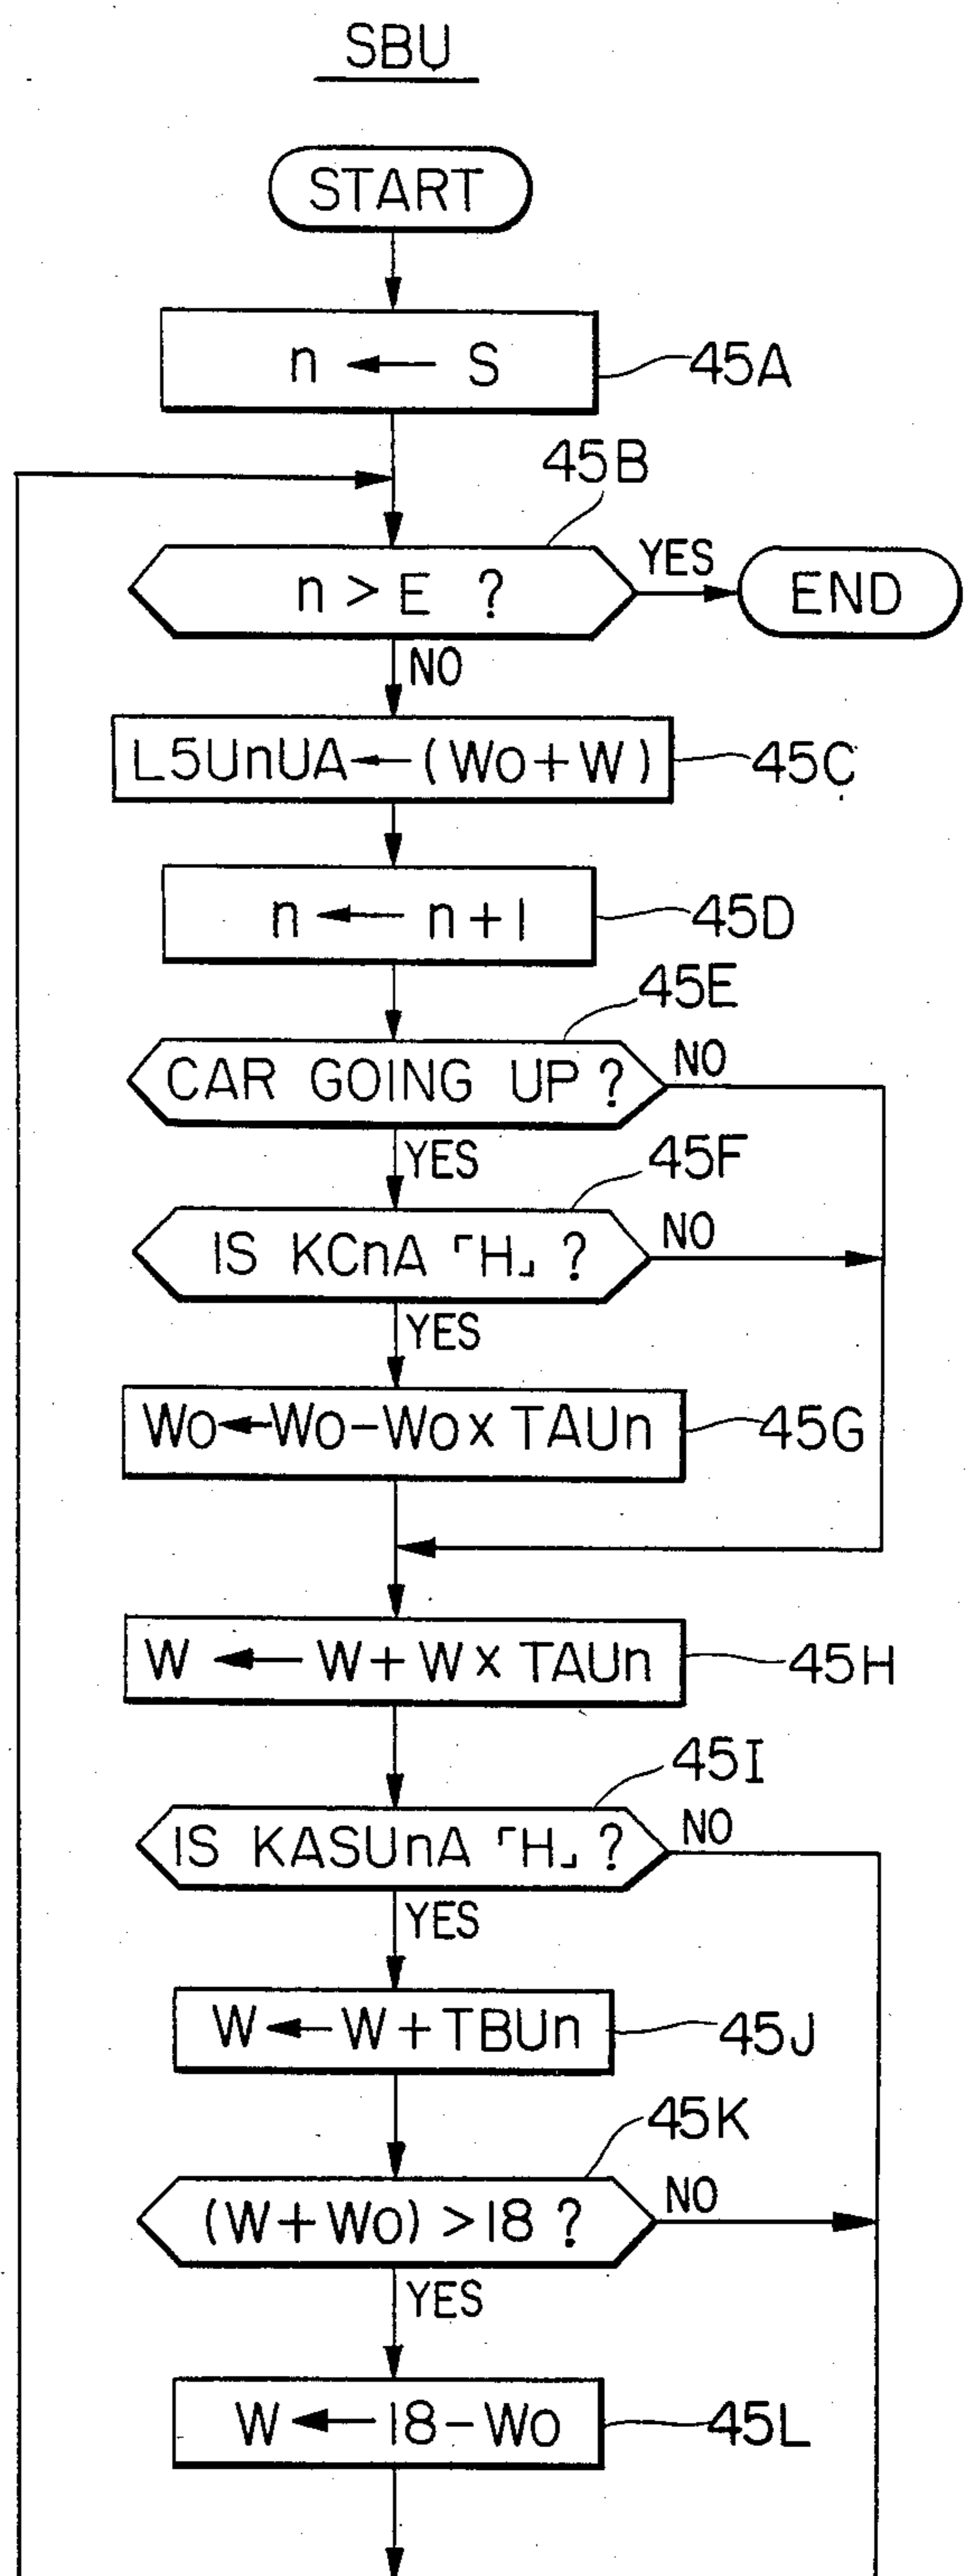 SBU
START
n ← S
45A
45B
n > E ?
YES
END
NO
L5UnUA ← (Wo + W)
45C
n ← n + 1
45D
45E
CAR GOING UP ?
NO
YES
45F
IS KCnA 「H」 ?
NO
YES
Wo ← Wo - Wo x TAUn
45G
W ← W + W x TAUn
45H
45I
IS KASUnA 「H」 ?
NO
YES
W ← W + TBUn
45J
45K
(W + Wo) > 18 ?
NO
YES
W ← 18 - Wo
45L